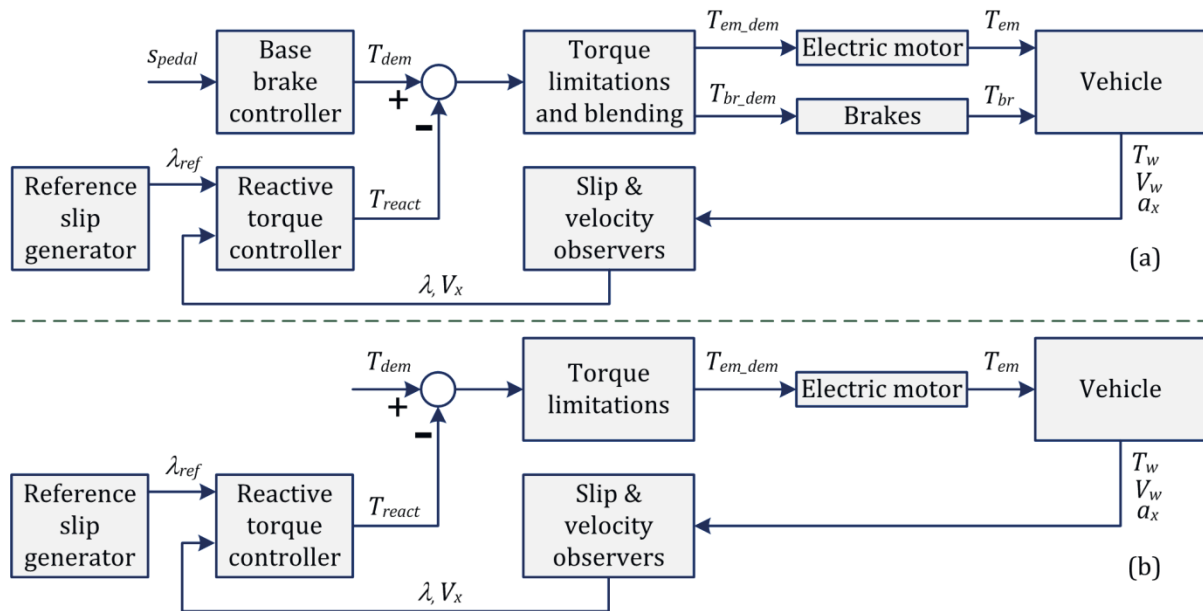 s_pedal
Base
brake
controller
T_dem
+
−
Torque
limitations
and blending
T_em_dem
Electric motor
T_em
T_br_dem
Brakes
T_br
Vehicle
Reference
slip
generator
λ_ref
Reactive
torque
controller
T_react
Slip &
velocity
observers
T_w
V_w
a_x
λ, V_x
(a)
T_dem
+
−
Torque
limitations
T_em_dem
Electric motor
T_em
Vehicle
Reference
slip
generator
λ_ref
Reactive
torque
controller
T_react
Slip &
velocity
observers
T_w
V_w
a_x
λ, V_x
(b)